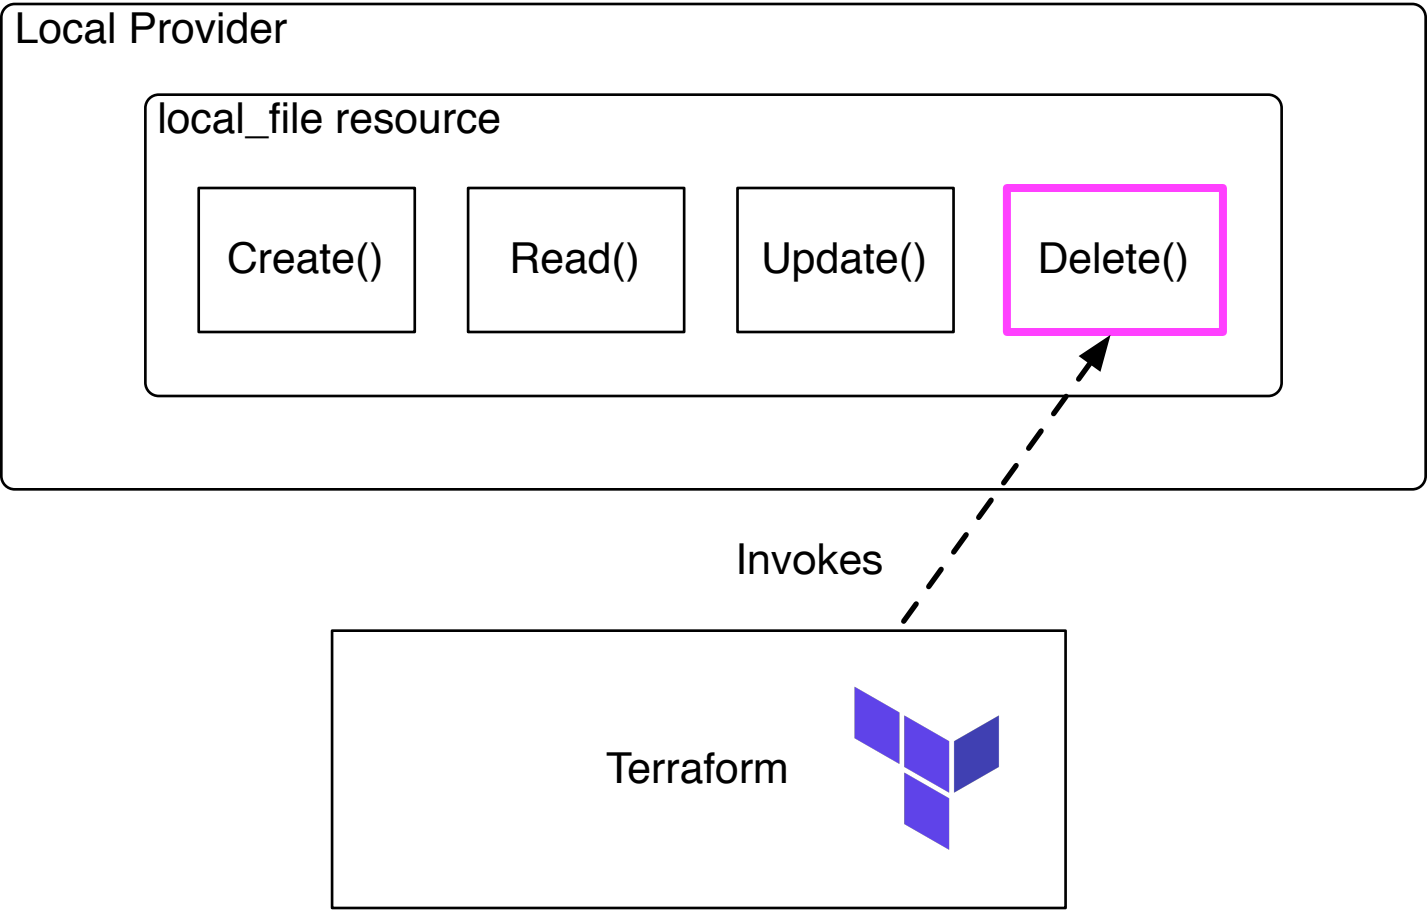 Local Provider
local_file resource
Create()
Read()
Update()
Delete()
Invokes
Terraform